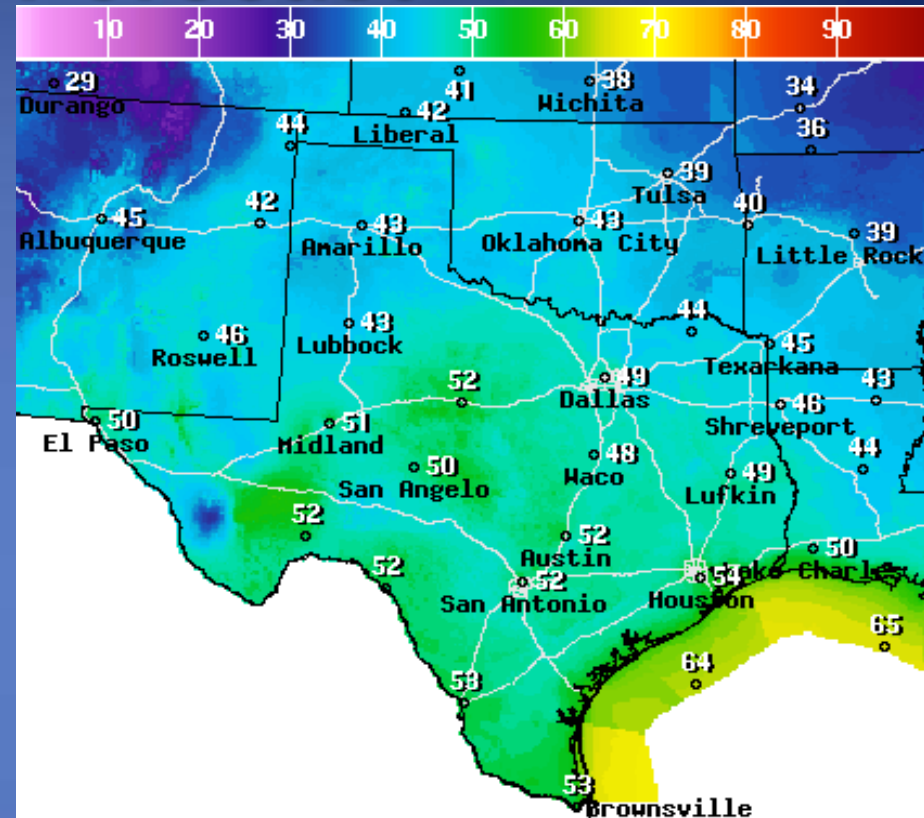 10 20 30 40 50 60 70 80 90
29
Durango
41
42
Liberal
38
Wichita
34
36
44
39
Tulsa
45
Albuquerque
42
43
Amarillo
43
Oklahoma City
40
39
Little Rock
46
Roswell
43
Lubbock
44
45
Texarkana
49
Dallas
43
46
Shreveport
52
50
El Paso
51
Midland
50
San Angelo
48
Waco
49
Lufkin
44
52
52
Austin
50
Lake Charles
52
52
San Antonio
54
Houston
65
64
53
53
Brownsville